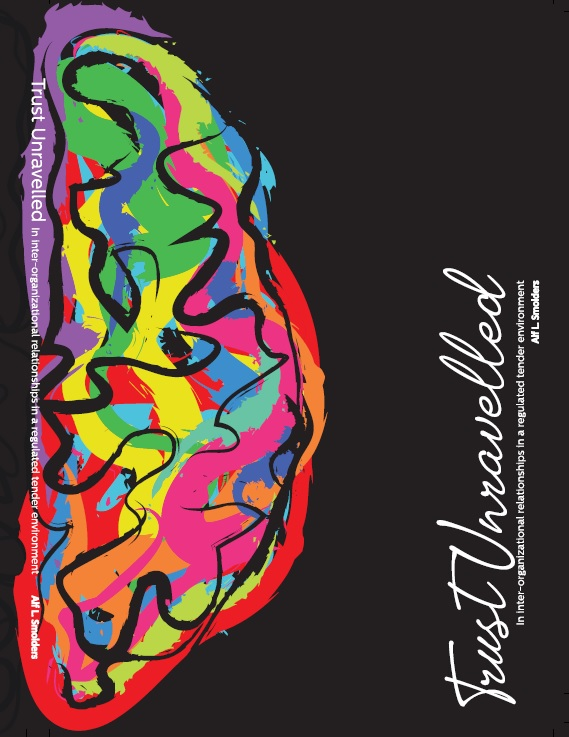 Trust Unravelled In inter-organizational relationships in a regulated tender environment Alf L. Smolders
Trust Unravelled
In inter-organizational relationships in a regulated tender environment
Alf L. Smolders